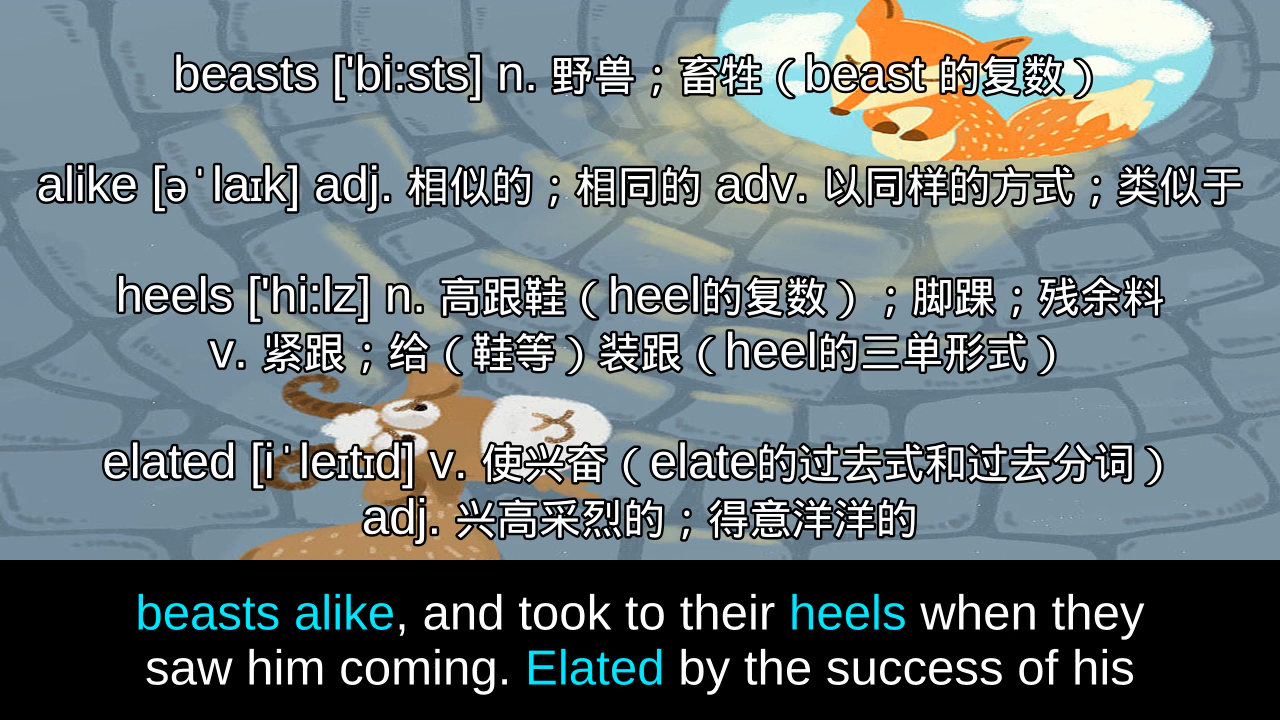 beasts ['bi:sts] n. 野兽；畜牲（beast 的复数）
alike [əˈlaɪk] adj. 相似的；相同的 adv. 以同样的方式；类似于
heels ['hi:lz] n. 高跟鞋（heel的复数）；脚踝；残余料
v. 紧跟；给（鞋等）装跟（heel的三单形式）
elated [iˈleɪtɪd] v. 使兴奋（elate的过去式和过去分词）
adj. 兴高采烈的；得意洋洋的
beasts alike, and took to their heels when they
saw him coming. Elated by the success of his